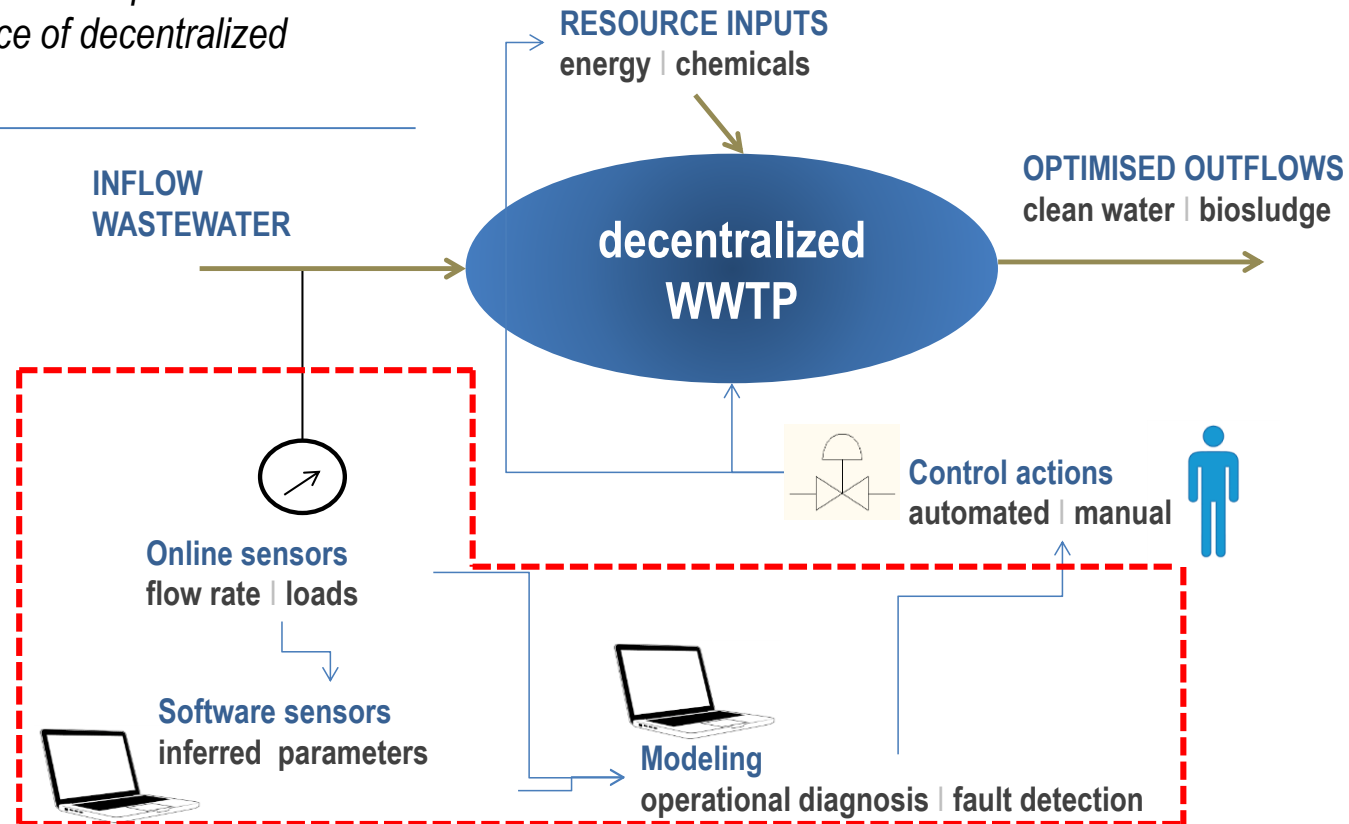 ce of decentralized
RESOURCE INPUTS
energy | chemicals
INFLOW
WASTEWATER
decentralized
WWTP
OPTIMISED OUTFLOWS
clean water | biosludge
Control actions
automated | manual
Online sensors
flow rate | loads
Software sensors
inferred parameters
Modeling
operational diagnosis | fault detection